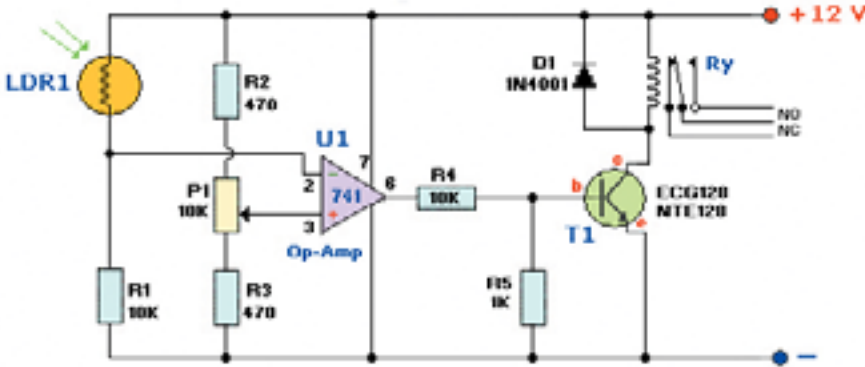 +12 V
LDR1
R2
470
D1
1N4001
Ry
NO
NC
U1
7
2
−
741
6
+
3
Op-Amp
P1
10K
R4
10K
b
c
e
T1
ECG128
NTE128
R1
10K
R3
470
R5
1K
−